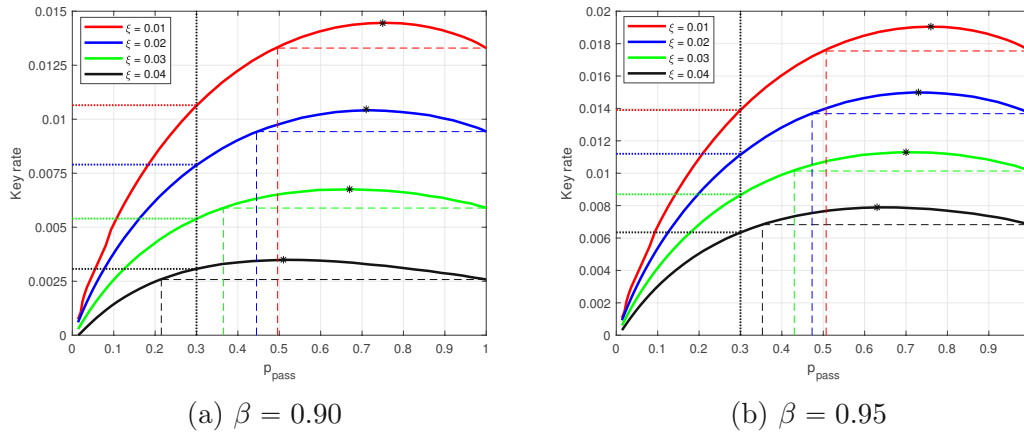 0.015
0.0125
0.01
0.0075
0.005
0.0025
0
Key rate
ξ = 0.01
ξ = 0.02
ξ = 0.03
ξ = 0.04
0 0.1 0.2 0.3 0.4 0.5 0.6 0.7 0.8 0.9 1
p_pass
(a) β = 0.90
0.02
0.018
0.016
0.014
0.012
0.01
0.008
0.006
0.004
0.002
0
Key rate
ξ = 0.01
ξ = 0.02
ξ = 0.03
ξ = 0.04
0 0.1 0.2 0.3 0.4 0.5 0.6 0.7 0.8 0.9
p_pass
(b) β = 0.95